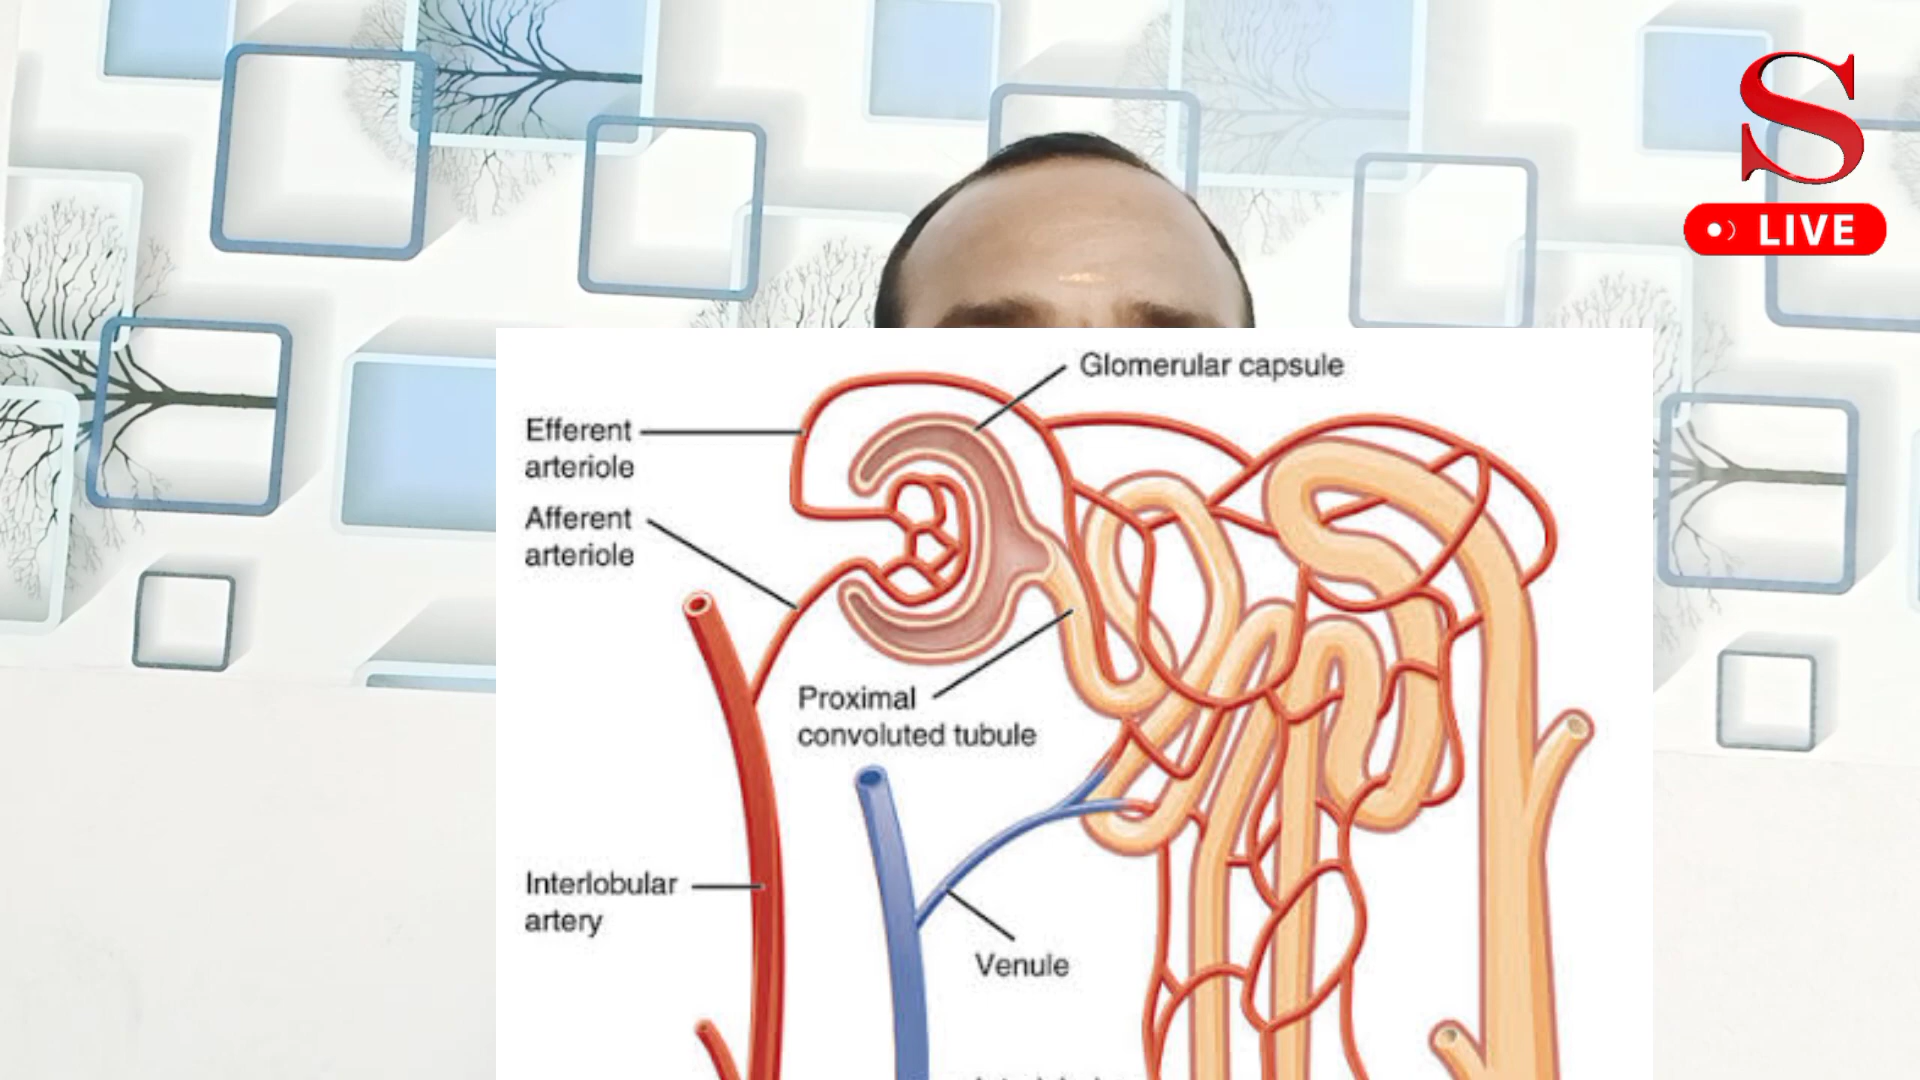 S
LIVE
Glomerular capsule
Efferent
arteriole
Afferent
arteriole
Proximal
convoluted tubule
Interlobular
artery
Venule